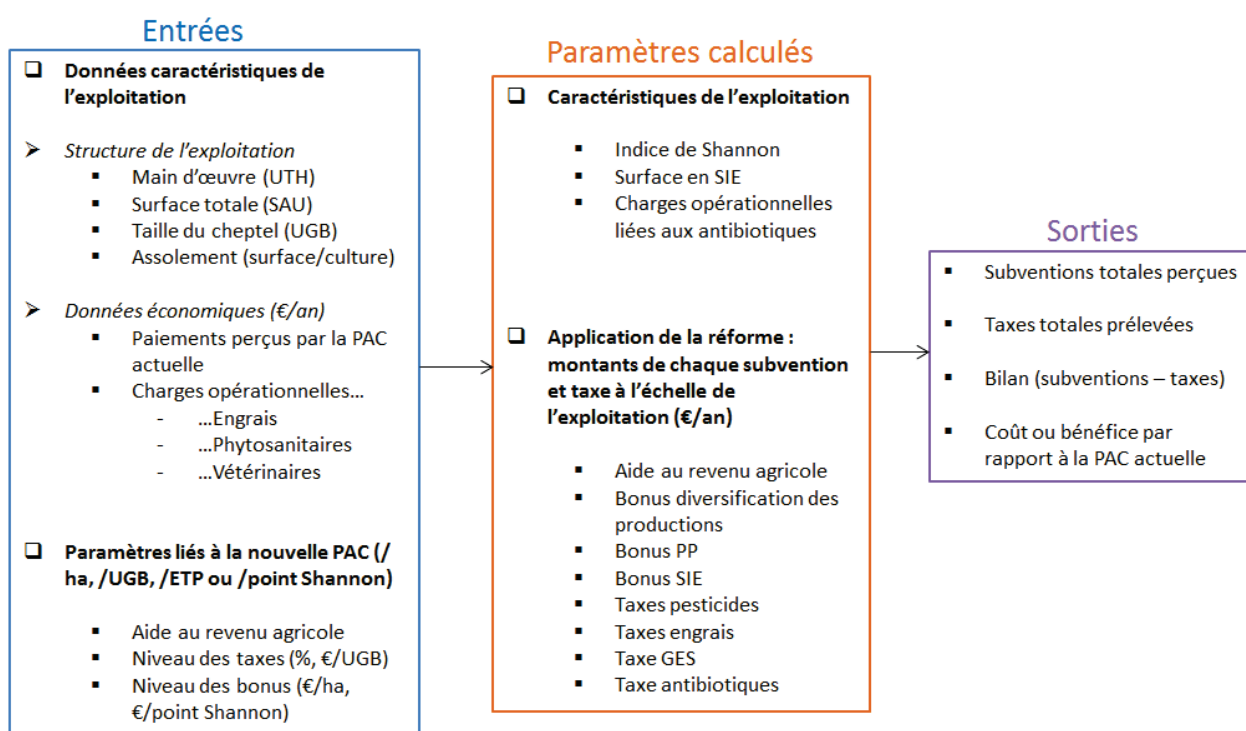 Entrées
❑ Données caractéristiques de
l'exploitation
➢ Structure de l'exploitation
▪ Main d'œuvre (UTH)
▪ Surface totale (SAU)
▪ Taille du cheptel (UGB)
▪ Assolement (surface/culture)
➢ Données économiques (€/an)
▪ Paiements perçus par la PAC
actuelle
▪ Charges opérationnelles…
- …Engrais
- …Phytosanitaires
- …Vétérinaires
❑ Paramètres liés à la nouvelle PAC (/
ha, /UGB, /ETP ou /point Shannon)
▪ Aide au revenu agricole
▪ Niveau des taxes (%, €/UGB)
▪ Niveau des bonus (€/ha,
€/point Shannon)
Paramètres calculés
❑ Caractéristiques de l'exploitation
▪ Indice de Shannon
▪ Surface en SIE
▪ Charges opérationnelles
liées aux antibiotiques
❑ Application de la réforme :
montants de chaque subvention
et taxe à l'échelle de
l'exploitation (€/an)
▪ Aide au revenu agricole
▪ Bonus diversification des
productions
▪ Bonus PP
▪ Bonus SIE
▪ Taxes pesticides
▪ Taxes engrais
▪ Taxe GES
▪ Taxe antibiotiques
Sorties
▪ Subventions totales perçues
▪ Taxes totales prélevées
▪ Bilan (subventions – taxes)
▪ Coût ou bénéfice par
rapport à la PAC actuelle